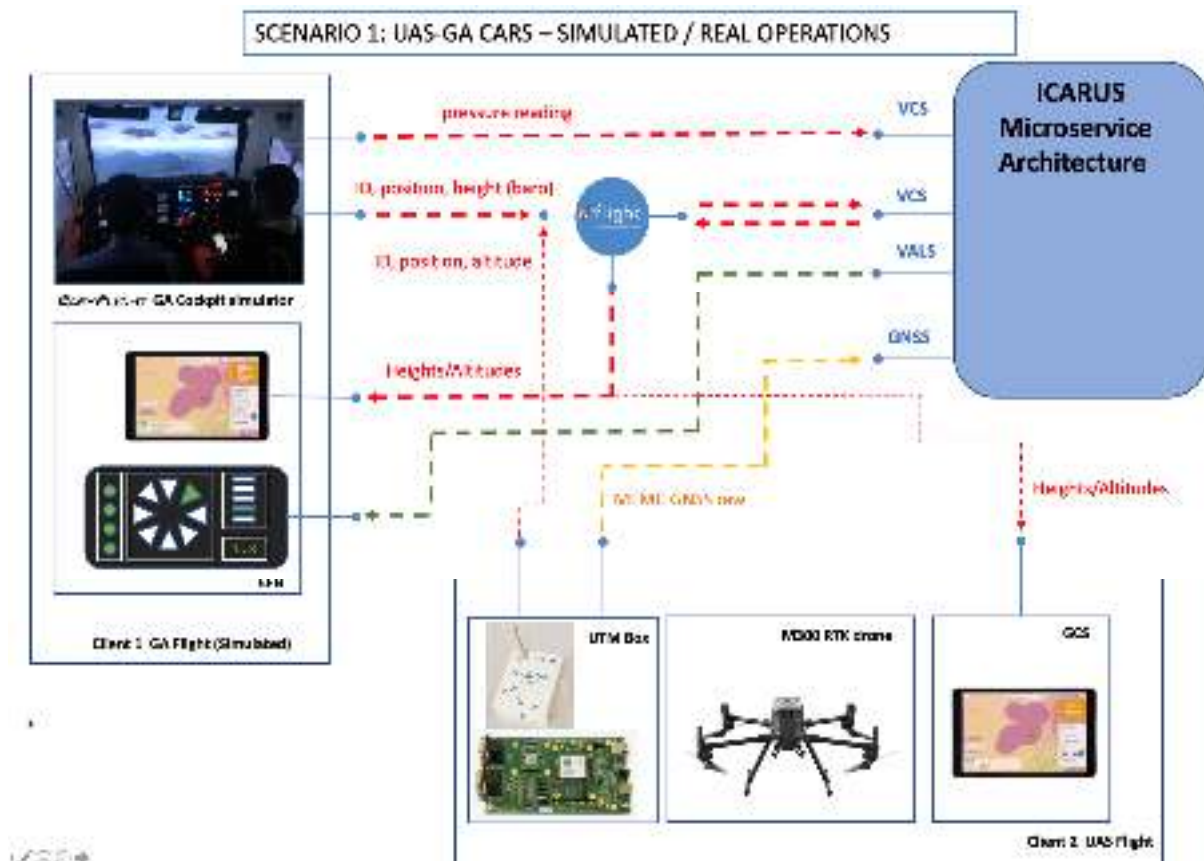 SCENARIO 1: UAS-GA CARS – SIMULATED / REAL OPERATIONS
ICARUS
Microservice
Architecture
pressure reading
VCS
ID, position, height (baro)
VCS
ID, position, altitude
VALS
GA Cockpit simulator
GNSS
Heights/Altitudes
GNSS raw
Heights/Altitudes
Client 1 GA Flight (Simulated)
UTM Box
M300 RTK drone
GCS
Client 2 UAS Flight